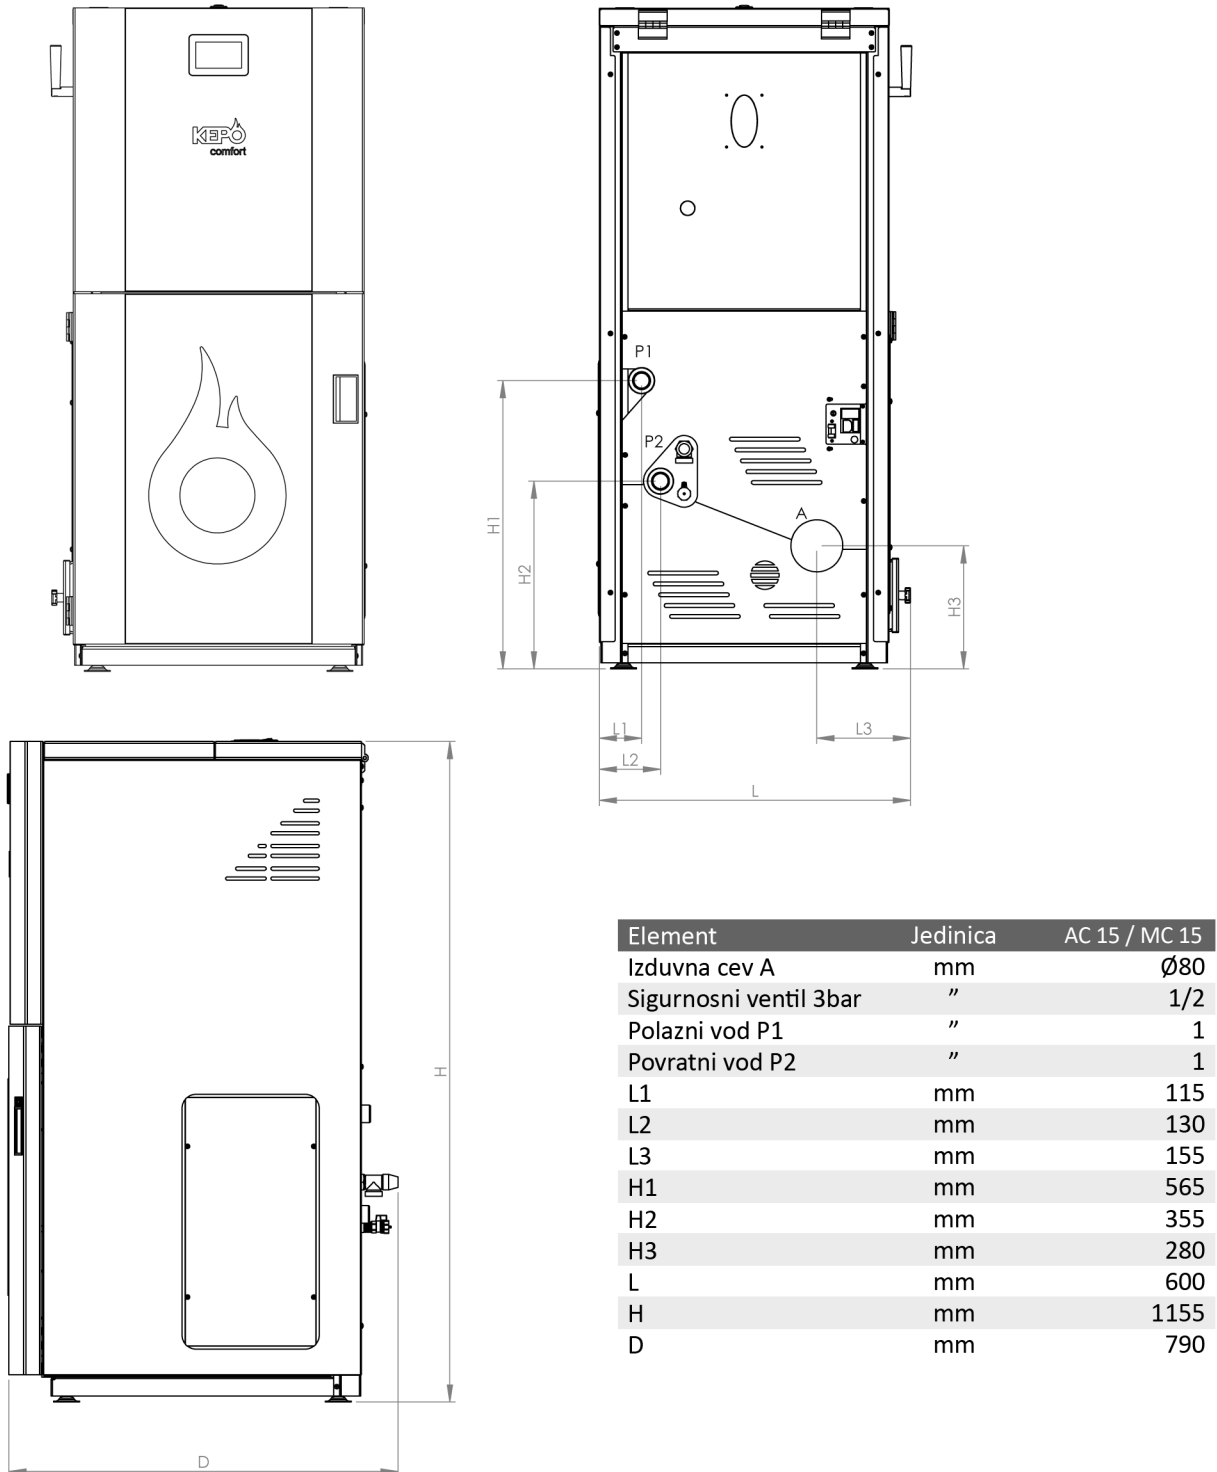 KEPO
comfort
P1
P2
A
H1
H2
H3
L1
L2
L3
L
H
D
Element Jedinica AC 15 / MC 15
Izduvna cev A mm Ø80
Sigurnosni ventil 3bar ” 1/2
Polazni vod P1 ” 1
Povratni vod P2 ” 1
L1 mm 115
L2 mm 130
L3 mm 155
H1 mm 565
H2 mm 355
H3 mm 280
L mm 600
H mm 1155
D mm 790